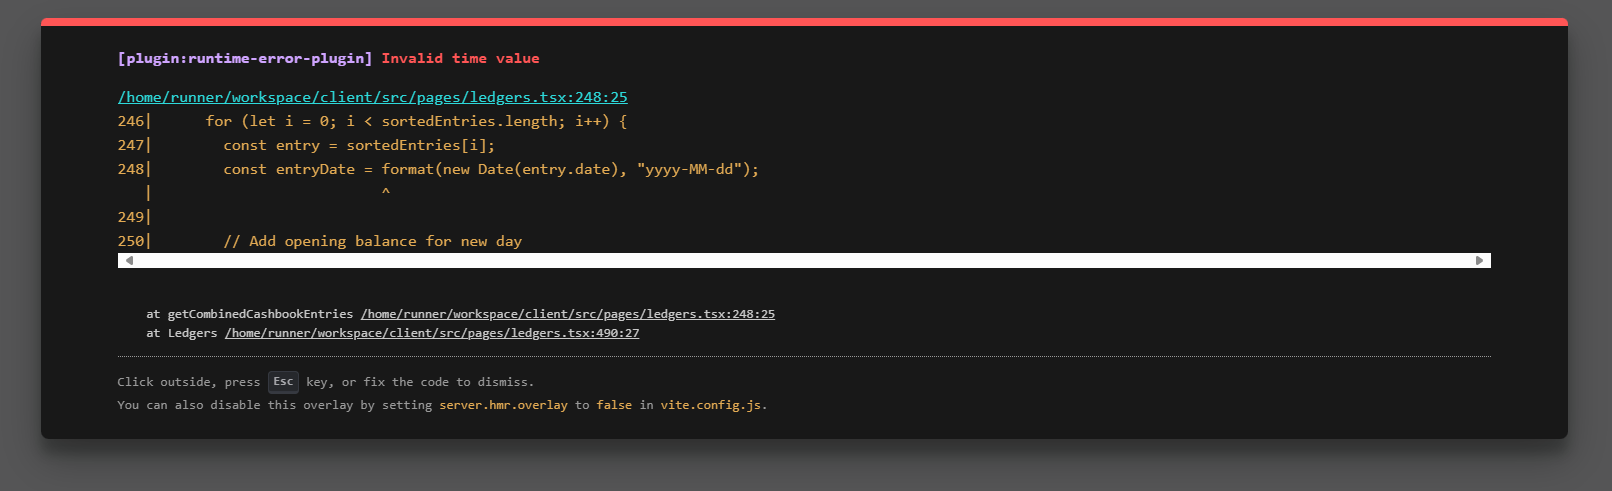 [plugin:runtime-error-plugin] Invalid time value
/home/runner/workspace/client/src/pages/ledgers.tsx:248:25
246|      for (let i = 0; i < sortedEntries.length; i++) {
247|        const entry = sortedEntries[i];
248|        const entryDate = format(new Date(entry.date), "yyyy-MM-dd");
   |                          ^
249|
250|        // Add opening balance for new day
at getCombinedCashbookEntries /home/runner/workspace/client/src/pages/ledgers.tsx:248:25
at Ledgers /home/runner/workspace/client/src/pages/ledgers.tsx:490:27
Click outside, press Esc key, or fix the code to dismiss.
You can also disable this overlay by setting server.hmr.overlay to false in vite.config.js.